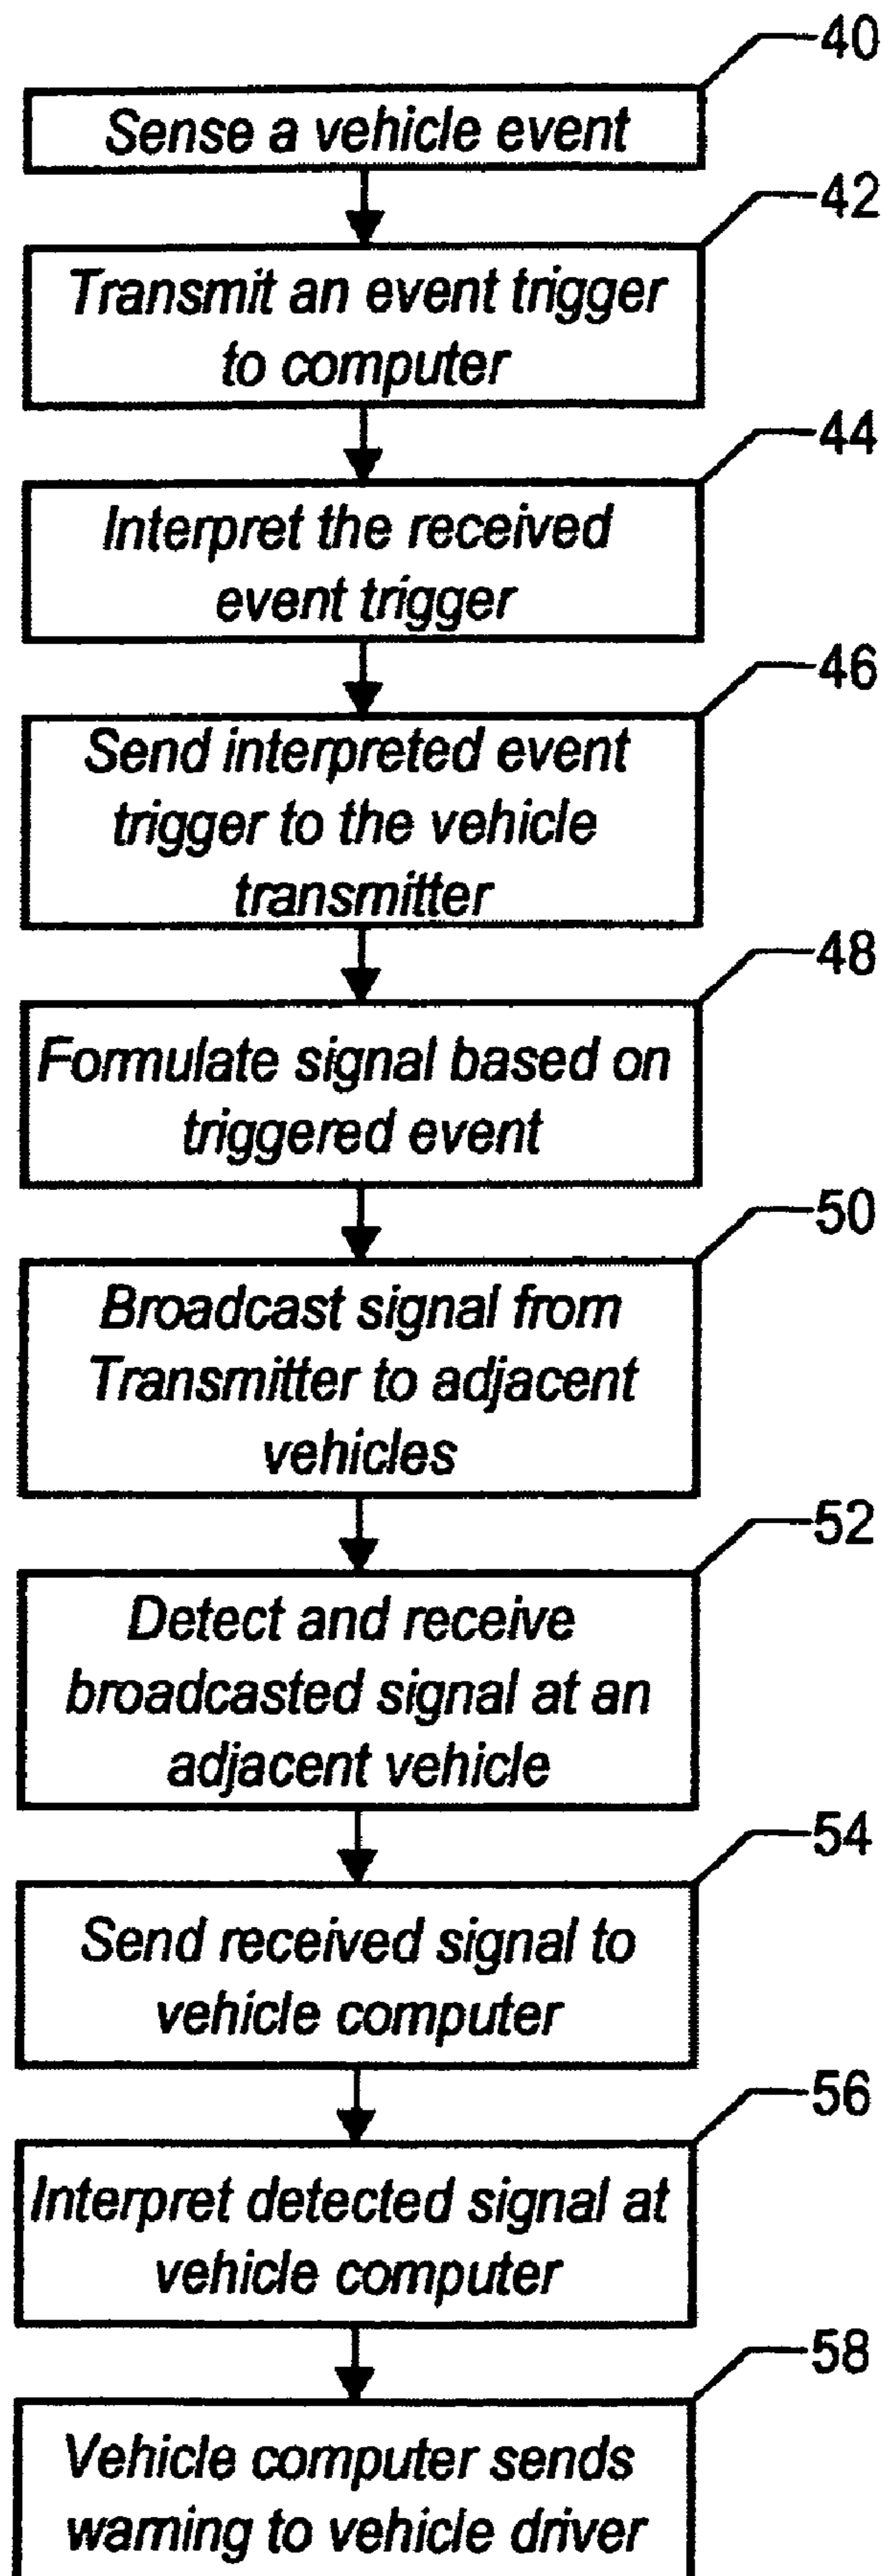 40
Sense a vehicle event
42
Transmit an event trigger
to computer
44
Interpret the received
event trigger
46
Send interpreted event
trigger to the vehicle
transmitter
48
Formulate signal based on
triggered event
50
Broadcast signal from
Transmitter to adjacent
vehicles
52
Detect and receive
broadcasted signal at an
adjacent vehicle
54
Send received signal to
vehicle computer
56
Interpret detected signal at
vehicle computer
58
Vehicle computer sends
warning to vehicle driver